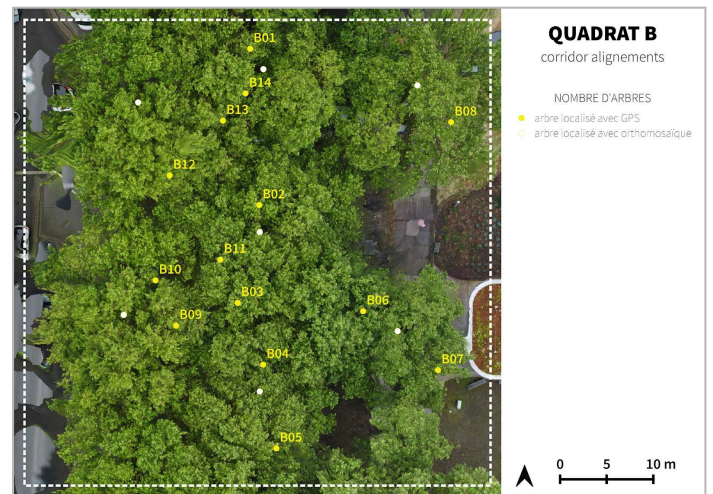 QUADRAT B
corridor alignements
NOMBRE D'ARBRES
arbre localisé avec GPS
arbre localisé avec orthomosaïque
B01
B14
B13
B08
B12
B02
B11
B10
B03
B06
B09
B04
B07
B05
0 5 10 m